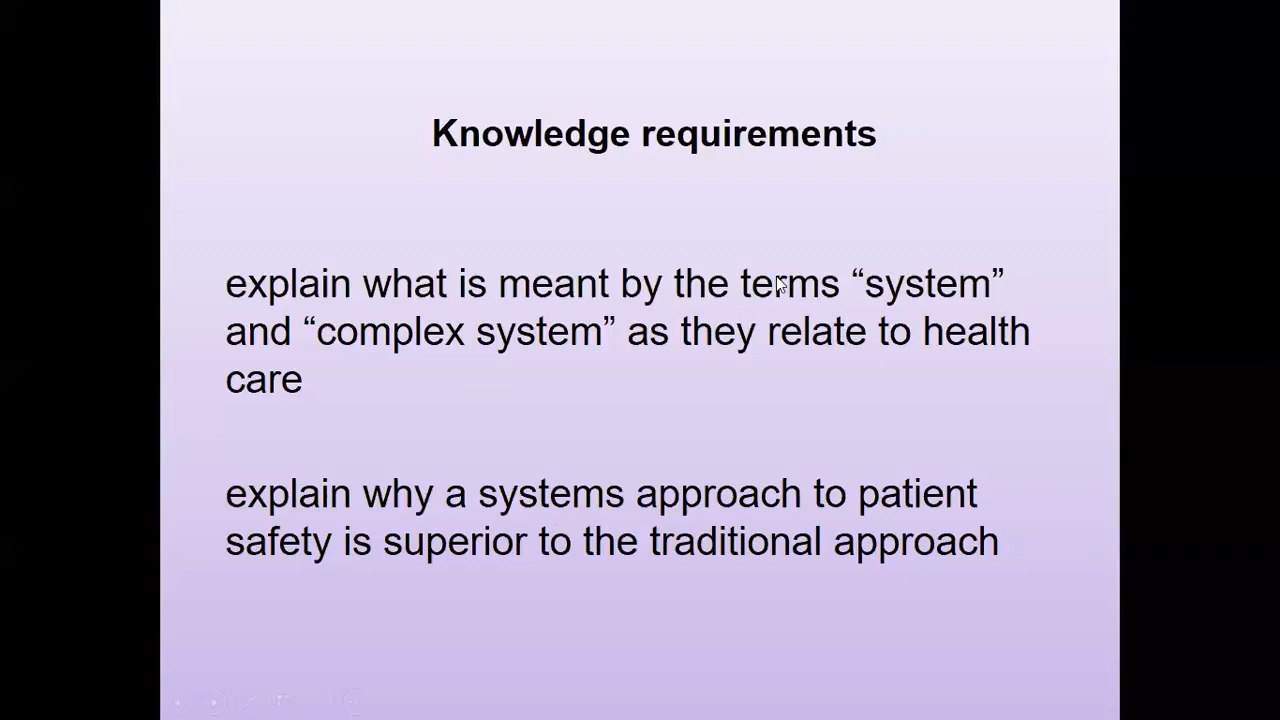 Knowledge requirements
explain what is meant by the terms “system”
and “complex system” as they relate to health
care
explain why a systems approach to patient
safety is superior to the traditional approach